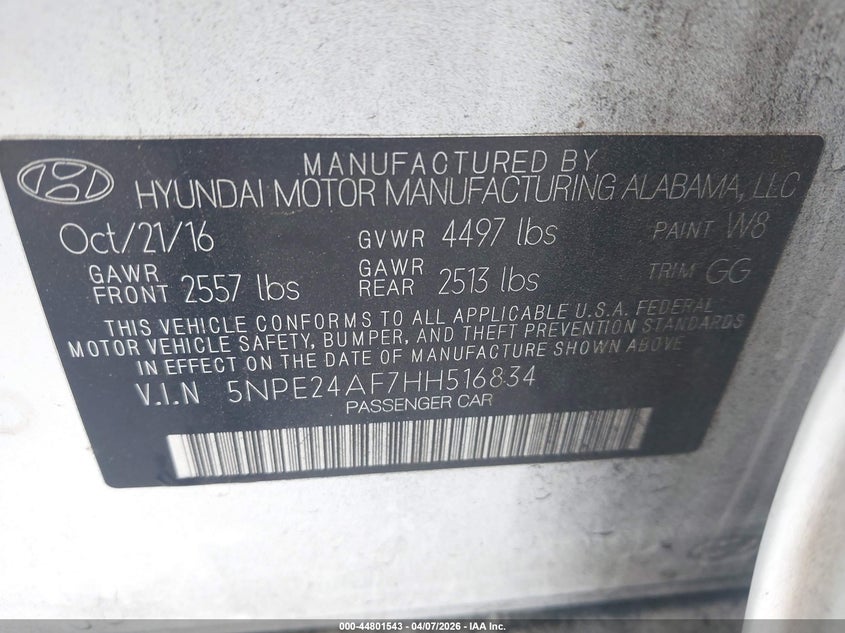 MANUFACTURED BY
HYUNDAI MOTOR MANUFACTURING ALABAMA, LLC
Oct/21/16 GVWR 4497 lbs PAINT W8
GAWR FRONT 2557 lbs GAWR REAR 2513 lbs TRIM GG
THIS VEHICLE CONFORMS TO ALL APPLICABLE U.S.A. FEDERAL
MOTOR VEHICLE SAFETY, BUMPER, AND THEFT PREVENTION STANDARDS
IN EFFECT ON THE DATE OF MANUFACTURE SHOWN ABOVE
V.I.N 5NPE24AF7HH516834
PASSENGER CAR
000-44801543 - 04/07/2026 - IAA Inc.